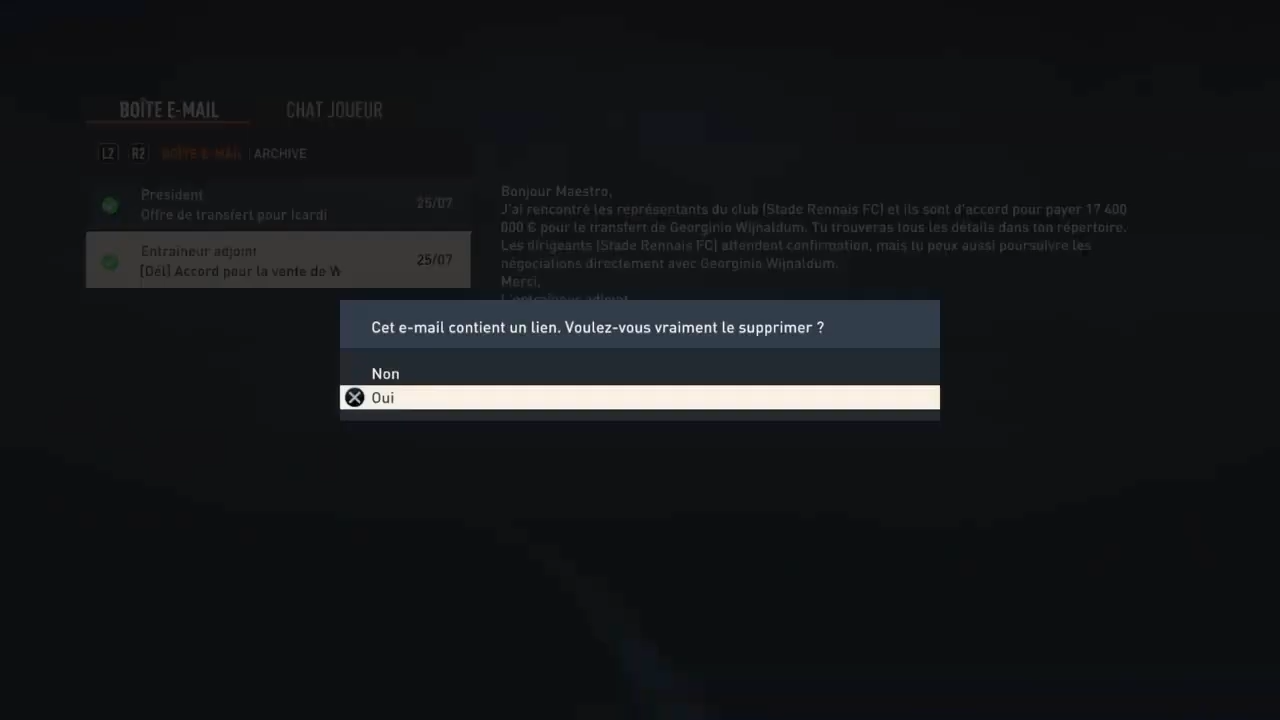 BOÎTE E-MAIL CHAT JOUEUR
L2 R2 BOÎTE E-MAIL | ARCHIVE
President 25/07
Offre de transfert pour Icardi
Entraineur adjoint 25/07
[Dél] Accord pour la vente de W
Bonjour Maestro,
J'ai rencontré les représentants du club (Stade Rennais FC) et ils sont d'accord pour payer 17 400
000 € pour le transfert de Georginio Wijnaldum. Tu trouveras tous les détails dans ton répertoire.
Les dirigeants (Stade Rennais FC) attendent confirmation, mais tu peux aussi poursuivre les
négociations directement avec Georginio Wijnaldum.
Merci,
L'entraîneur adjoint
Cet e-mail contient un lien. Voulez-vous vraiment le supprimer ?
Non
Oui